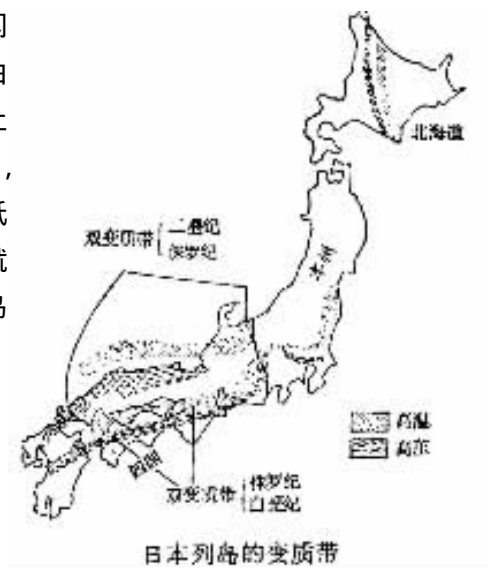 北海道
本州
双变质带
二叠纪
侏罗纪
高温
高压
四国
双变质带
侏罗纪
白垩纪
日本列岛的变质带